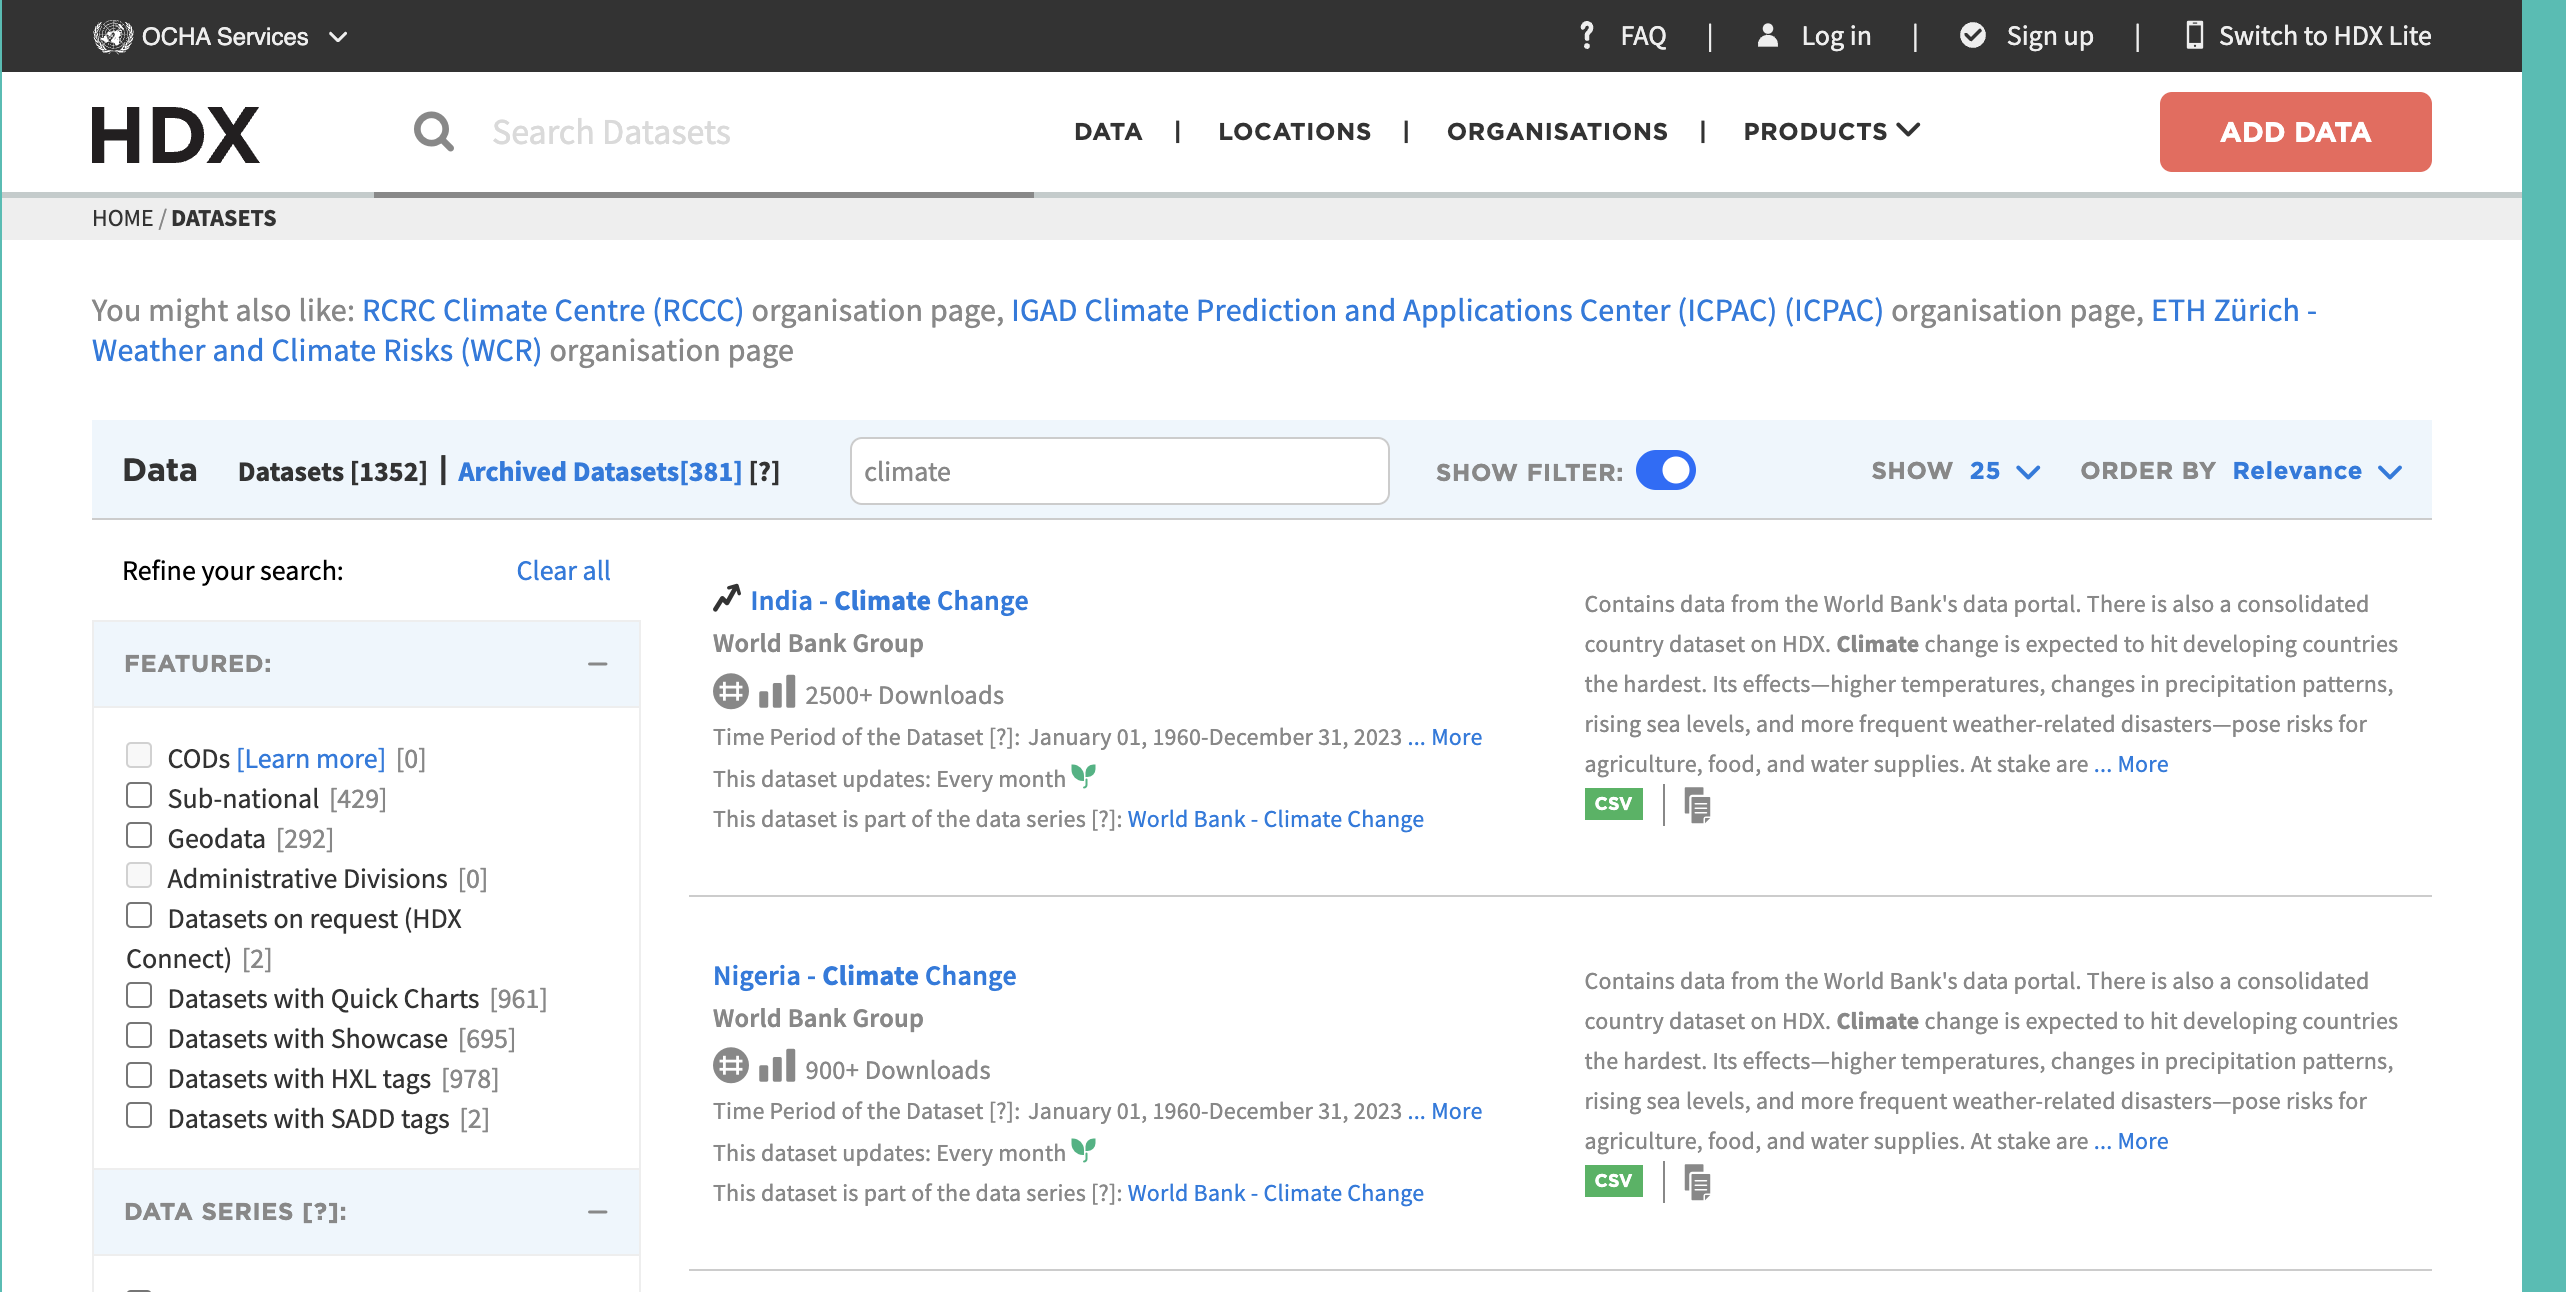 OCHA Services
FAQ | Log in | Sign up | Switch to HDX Lite
HDX
Search Datasets
DATA | LOCATIONS | ORGANISATIONS | PRODUCTS
ADD DATA
HOME / DATASETS
You might also like: RCRC Climate Centre (RCCC) organisation page, IGAD Climate Prediction and Applications Center (ICPAC) (ICPAC) organisation page, ETH Zürich -
Weather and Climate Risks (WCR) organisation page
Data
Datasets [1352] | Archived Datasets[381] [?]
climate
SHOW FILTER:
SHOW 25
ORDER BY Relevance
Refine your search:
Clear all
FEATURED:
CODs [Learn more] [0]
Sub-national [429]
Geodata [292]
Administrative Divisions [0]
Datasets on request (HDX
Connect) [2]
Datasets with Quick Charts [961]
Datasets with Showcase [695]
Datasets with HXL tags [978]
Datasets with SADD tags [2]
DATA SERIES [?]:
India - Climate Change
World Bank Group
2500+ Downloads
Time Period of the Dataset [?]: January 01, 1960-December 31, 2023 ... More
This dataset updates: Every month
This dataset is part of the data series [?]: World Bank - Climate Change
Contains data from the World Bank's data portal. There is also a consolidated
country dataset on HDX. Climate change is expected to hit developing countries
the hardest. Its effects—higher temperatures, changes in precipitation patterns,
rising sea levels, and more frequent weather-related disasters—pose risks for
agriculture, food, and water supplies. At stake are ... More
CSV
Nigeria - Climate Change
World Bank Group
900+ Downloads
Time Period of the Dataset [?]: January 01, 1960-December 31, 2023 ... More
This dataset updates: Every month
This dataset is part of the data series [?]: World Bank - Climate Change
Contains data from the World Bank's data portal. There is also a consolidated
country dataset on HDX. Climate change is expected to hit developing countries
the hardest. Its effects—higher temperatures, changes in precipitation patterns,
rising sea levels, and more frequent weather-related disasters—pose risks for
agriculture, food, and water supplies. At stake are ... More
CSV